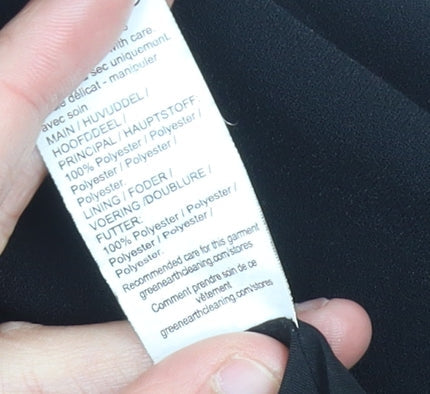 with care.
sec uniquement
délicat - manipuler
avec soin
MAIN / HUVUDDEL /
HOOFDDEEL /
PRINCIPAL / HAUPTSTOFF:
100% Polyester / Polyester /
Polyester / Polyester /
Polyester.
LINING / FODER /
VOERING / DOUBLURE /
FUTTER:
100% Polyester / Polyester /
Polyester / Polyester /
Polyester.
Recommended care for this garment
greenearthcleaning.com/stores
Comment prendre soin de ce
vêtement
greenearthcleaning.com/stores